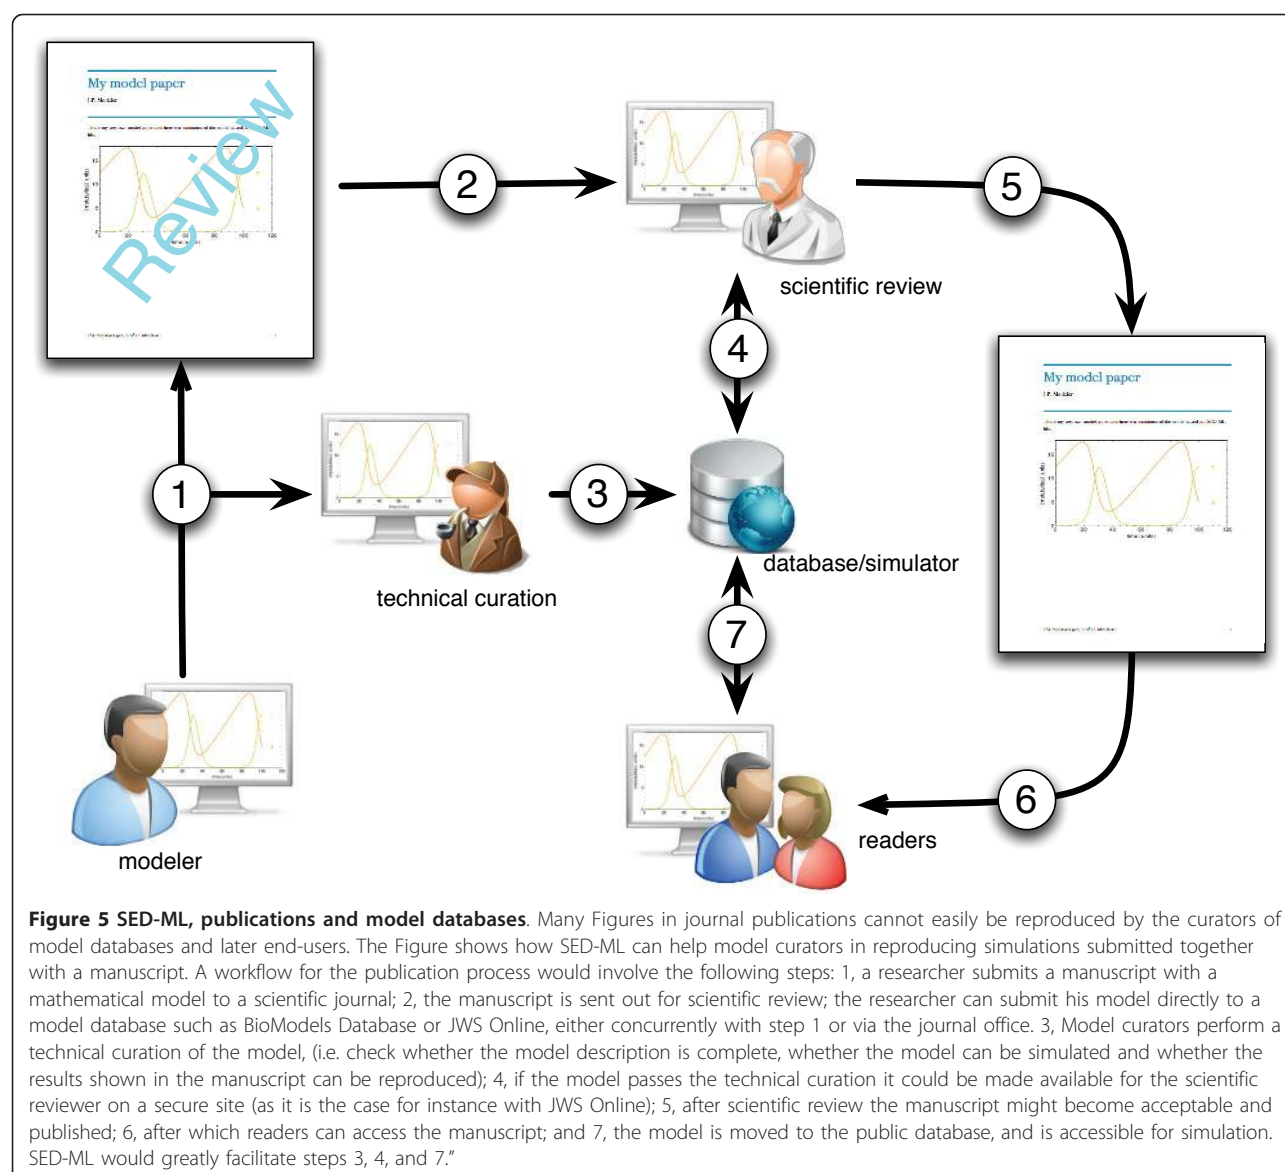 My model paper
J.P. Modeler
Review
2
scientific review
5
4
My model paper
J.P. Modeler
1
3
technical curation
database/simulator
7
modeler
readers
6
Figure 5 SED-ML, publications and model databases. Many Figures in journal publications cannot easily be reproduced by the curators of
model databases and later end-users. The Figure shows how SED-ML can help model curators in reproducing simulations submitted together
with a manuscript. A workflow for the publication process would involve the following steps: 1, a researcher submits a manuscript with a
mathematical model to a scientific journal; 2, the manuscript is sent out for scientific review; the researcher can submit his model directly to a
model database such as BioModels Database or JWS Online, either concurrently with step 1 or via the journal office. 3, Model curators perform a
technical curation of the model, (i.e. check whether the model description is complete, whether the model can be simulated and whether the
results shown in the manuscript can be reproduced); 4, if the model passes the technical curation it could be made available for the scientific
reviewer on a secure site (as it is the case for instance with JWS Online); 5, after scientific review the manuscript might become acceptable and
published; 6, after which readers can access the manuscript; and 7, the model is moved to the public database, and is accessible for simulation.
SED-ML would greatly facilitate steps 3, 4, and 7."